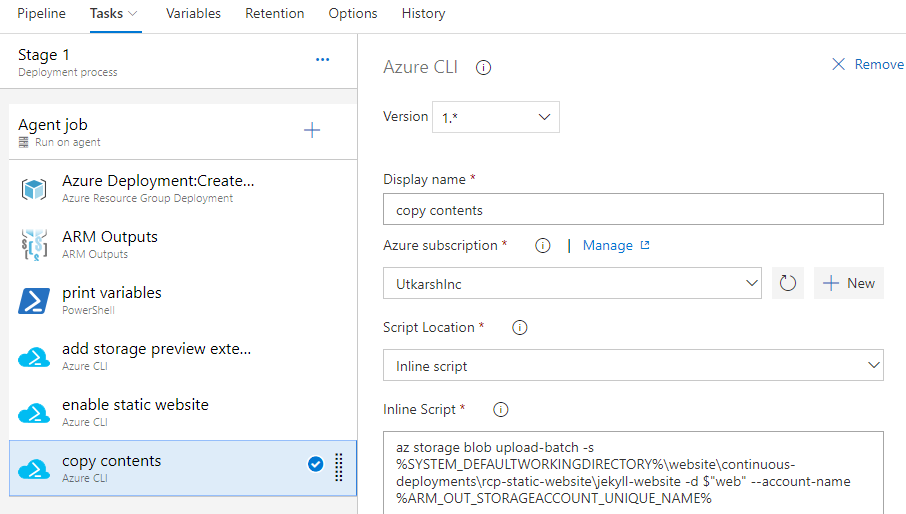 Pipeline Tasks Variables Retention Options History
Stage 1
Deployment process
...
Agent job
Run on agent
Azure Deployment:Create...
Azure Resource Group Deployment
ARM Outputs
ARM Outputs
print variables
PowerShell
add storage preview exte...
Azure CLI
enable static website
Azure CLI
copy contents
Azure CLI
Azure CLI
Remove
Version 1.*
Display name *
copy contents
Azure subscription * | Manage
UtkarshInc
New
Script Location *
Inline script
Inline Script *
az storage blob upload-batch -s
%SYSTEM_DEFAULTWORKINGDIRECTORY%\website\continuous-
deployments\rcp-static-website\jekyll-website -d $"web" --account-name
%ARM_OUT_STORAGEACCOUNT_UNIQUE_NAME%